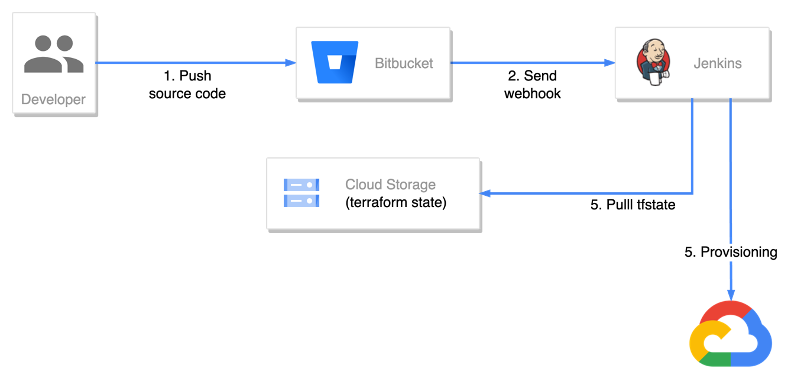 Developer
1. Push
source code
Bitbucket
2. Send
webhook
Jenkins
Cloud Storage
(terraform state)
5. Pulll tfstate
5. Provisioning